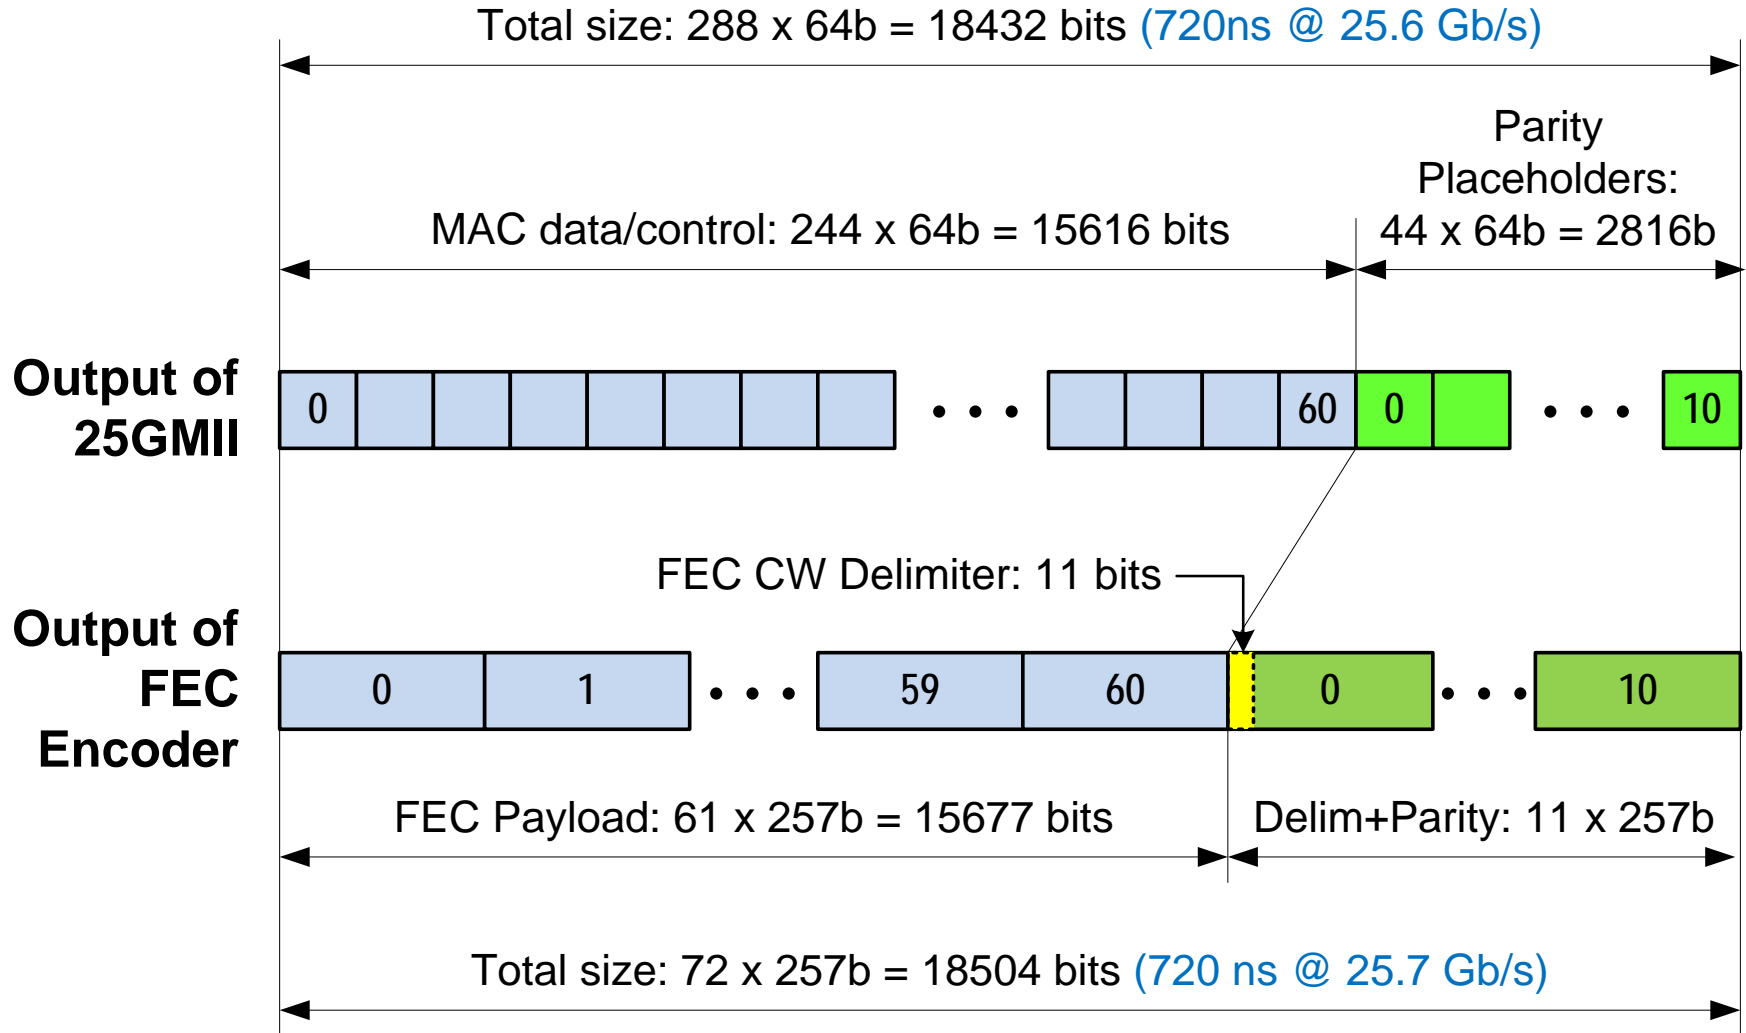 Total size: 288 x 64b = 18432 bits (720ns @ 25.6 Gb/s)
Parity
Placeholders:
MAC data/control: 244 x 64b = 15616 bits
44 x 64b = 2816b
Output of
25GMII
0
60
0
10
FEC CW Delimiter: 11 bits
Output of
FEC
Encoder
0
1
59
60
0
10
FEC Payload: 61 x 257b = 15677 bits
Delim+Parity: 11 x 257b
Total size: 72 x 257b = 18504 bits (720 ns @ 25.7 Gb/s)